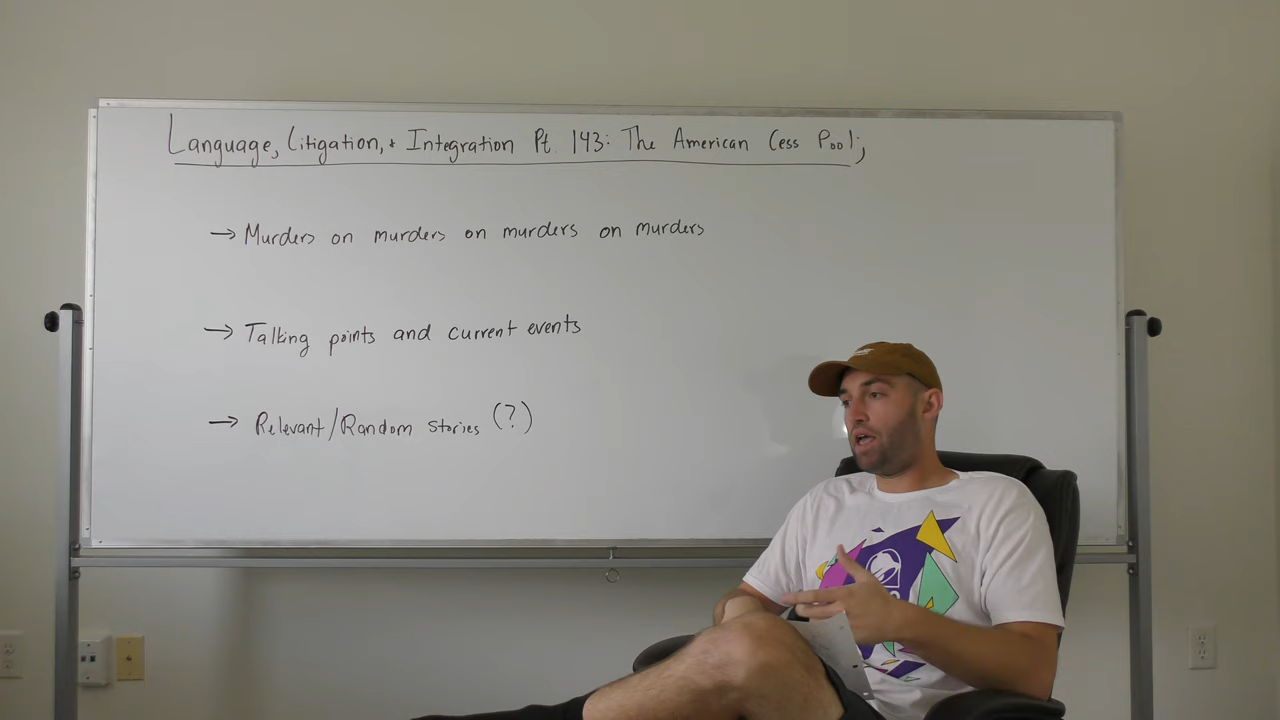 Language, Litigation, + Integration Pt. 143: The American Cess Pool;
→ Murders on murders on murders on murders
→ Talking points and current events
→ Relevant/Random stories (?)